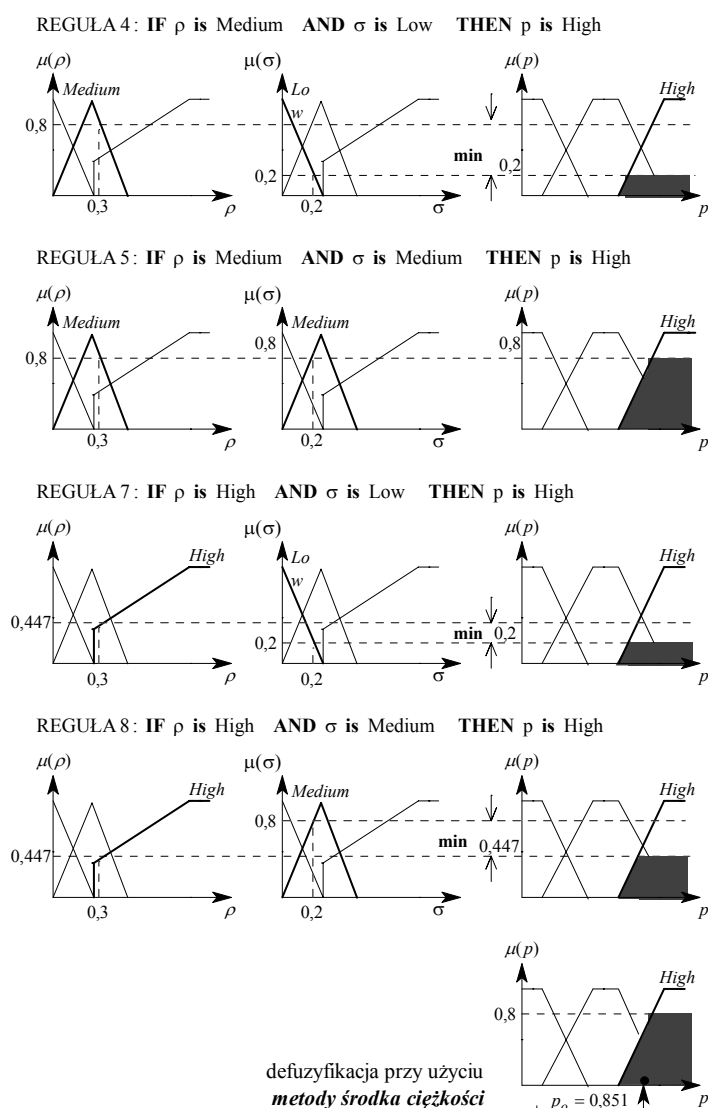 REGUŁA 4: IF ρ is Medium AND σ is Low THEN p is High
μ(ρ) μ(σ) μ(p)
Medium Lo High
w
0,8
min
0,2 0,2
0,3 ρ 0,2 σ p
REGUŁA 5: IF ρ is Medium AND σ is Medium THEN p is High
μ(ρ) μ(σ) μ(p)
Medium Medium High
0,8 0,8 0,8
0,3 ρ 0,2 σ p
REGUŁA 7: IF ρ is High AND σ is Low THEN p is High
μ(ρ) μ(σ) μ(p)
High Lo High
w
0,447 0,2 min 0,2
0,3 ρ 0,2 σ p
REGUŁA 8: IF ρ is High AND σ is Medium THEN p is High
μ(ρ) μ(σ) μ(p)
High Medium High
0,8
0,447 min 0,447
0,3 ρ 0,2 σ p
μ(p)
High
0,8
defuzyfikacja przy użyciu
metody środka ciężkości
pₒ = 0,851 p